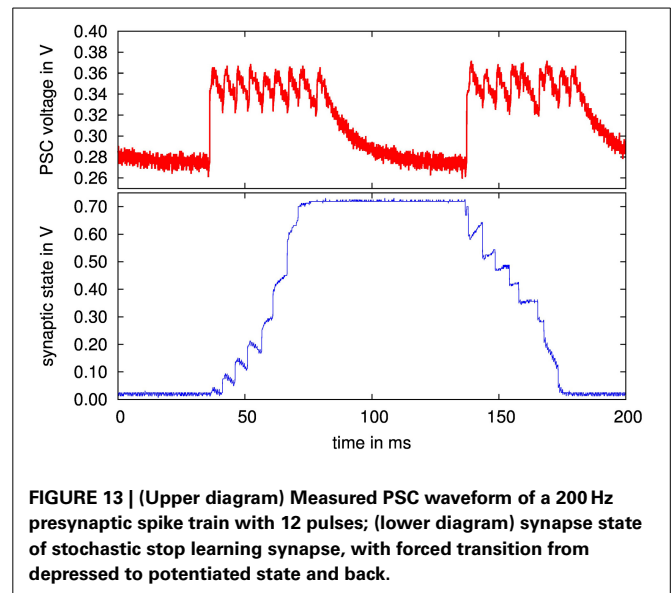 0.40
0.38
0.36
0.34
0.32
0.30
0.28
0.26
PSC voltage in V
0.70
0.60
0.50
0.40
0.30
0.20
0.10
0.00
synaptic state in V
0 50 100 150 200
time in ms
FIGURE 13 | (Upper diagram) Measured PSC waveform of a 200 Hz
presynaptic spike train with 12 pulses; (lower diagram) synapse state
of stochastic stop learning synapse, with forced transition from
depressed to potentiated state and back.